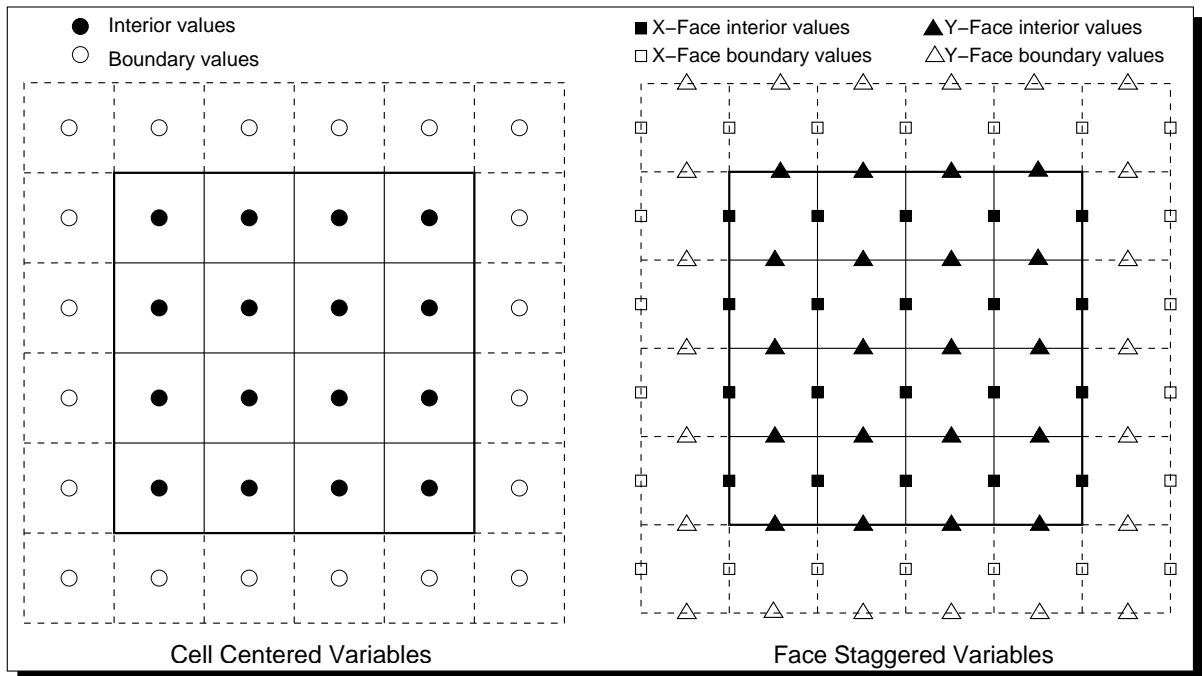 Interior values
Boundary values
X−Face interior values
Y−Face interior values
X−Face boundary values
Y−Face boundary values
Cell Centered Variables
Face Staggered Variables